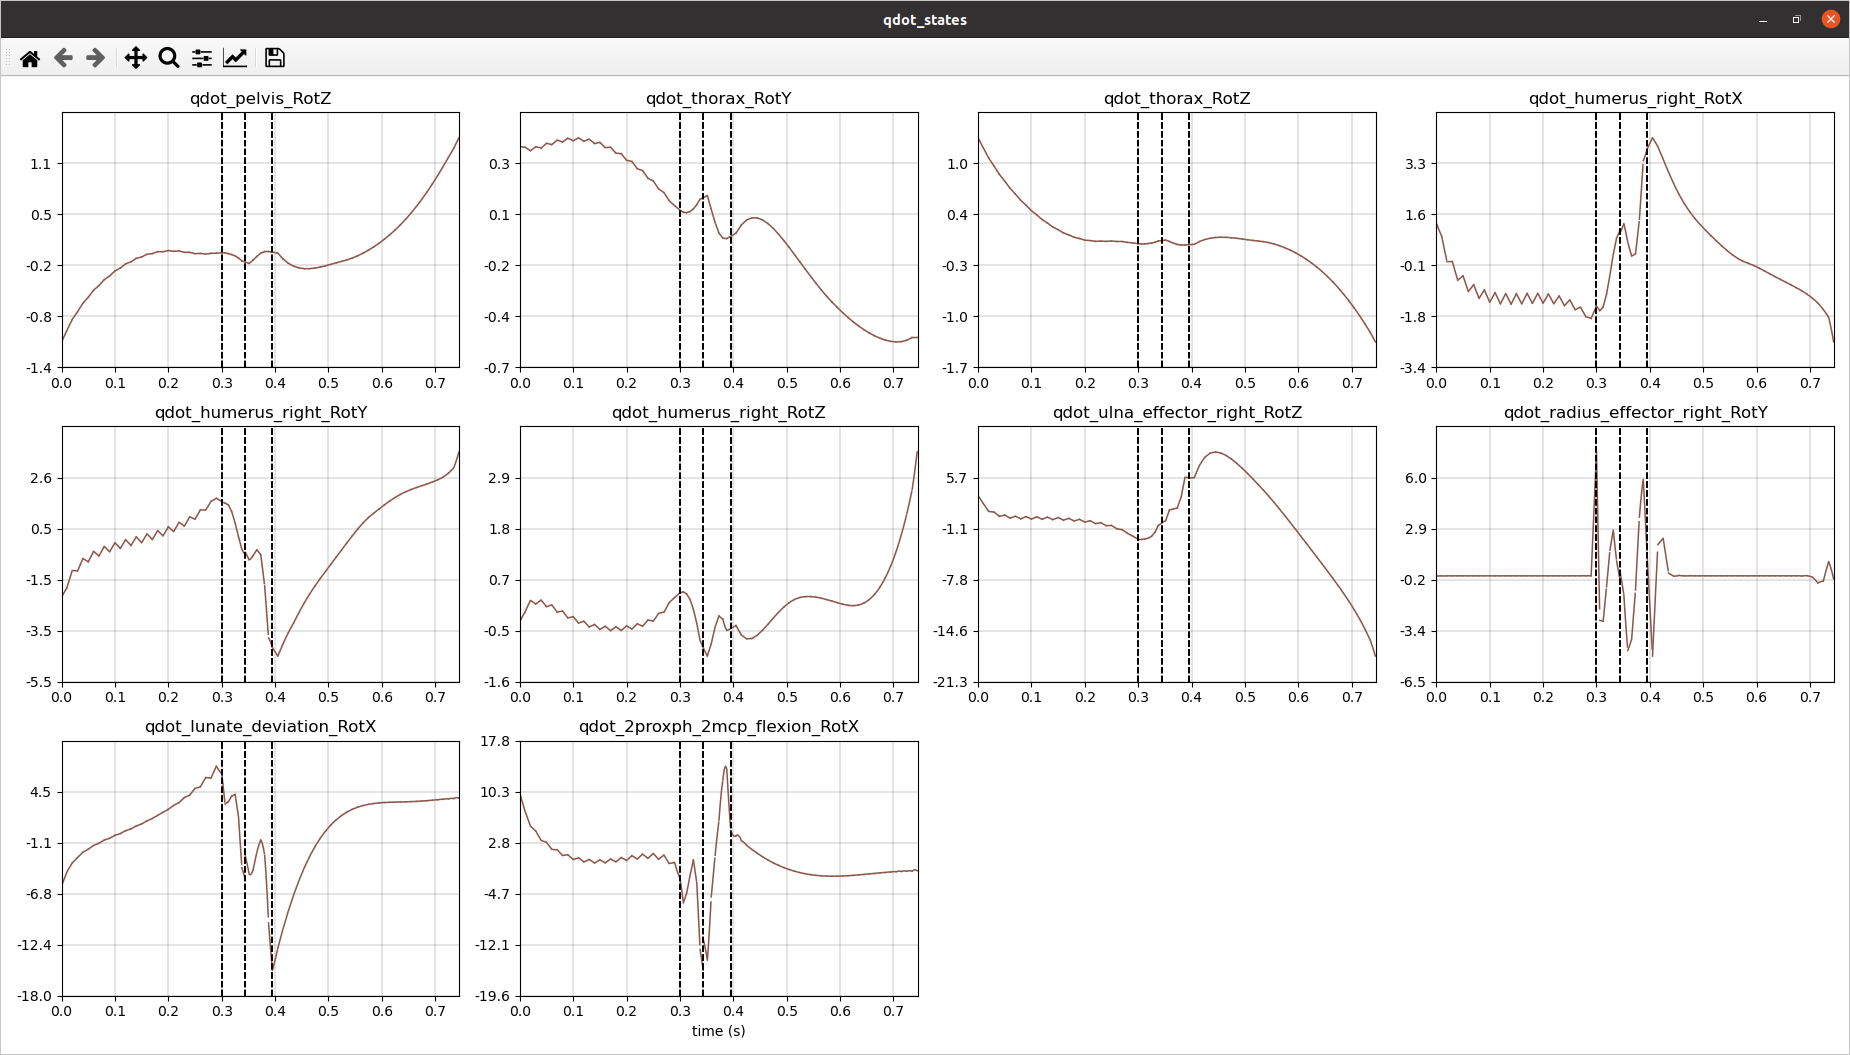 qdot_states
qdot_pelvis_RotZ
1.1
0.5
-0.2
-0.8
-1.4
0.0 0.1 0.2 0.3 0.4 0.5 0.6 0.7
qdot_thorax_RotY
0.3
0.1
-0.2
-0.4
-0.7
0.0 0.1 0.2 0.3 0.4 0.5 0.6 0.7
qdot_thorax_RotZ
1.0
0.4
-0.3
-1.0
-1.7
0.0 0.1 0.2 0.3 0.4 0.5 0.6 0.7
qdot_humerus_right_RotX
3.3
1.6
-0.1
-1.8
-3.4
0.0 0.1 0.2 0.3 0.4 0.5 0.6 0.7
qdot_humerus_right_RotY
2.6
0.5
-1.5
-3.5
-5.5
0.0 0.1 0.2 0.3 0.4 0.5 0.6 0.7
qdot_humerus_right_RotZ
2.9
1.8
0.7
-0.5
-1.6
0.0 0.1 0.2 0.3 0.4 0.5 0.6 0.7
qdot_ulna_effector_right_RotZ
5.7
-1.1
-7.8
-14.6
-21.3
0.0 0.1 0.2 0.3 0.4 0.5 0.6 0.7
qdot_radius_effector_right_RotY
6.0
2.9
-0.2
-3.4
-6.5
0.0 0.1 0.2 0.3 0.4 0.5 0.6 0.7
qdot_lunate_deviation_RotX
4.5
-1.1
-6.8
-12.4
-18.0
0.0 0.1 0.2 0.3 0.4 0.5 0.6 0.7
qdot_2proxph_2mcp_flexion_RotX
17.8
10.3
2.8
-4.7
-12.1
-19.6
0.0 0.1 0.2 0.3 0.4 0.5 0.6 0.7
time (s)